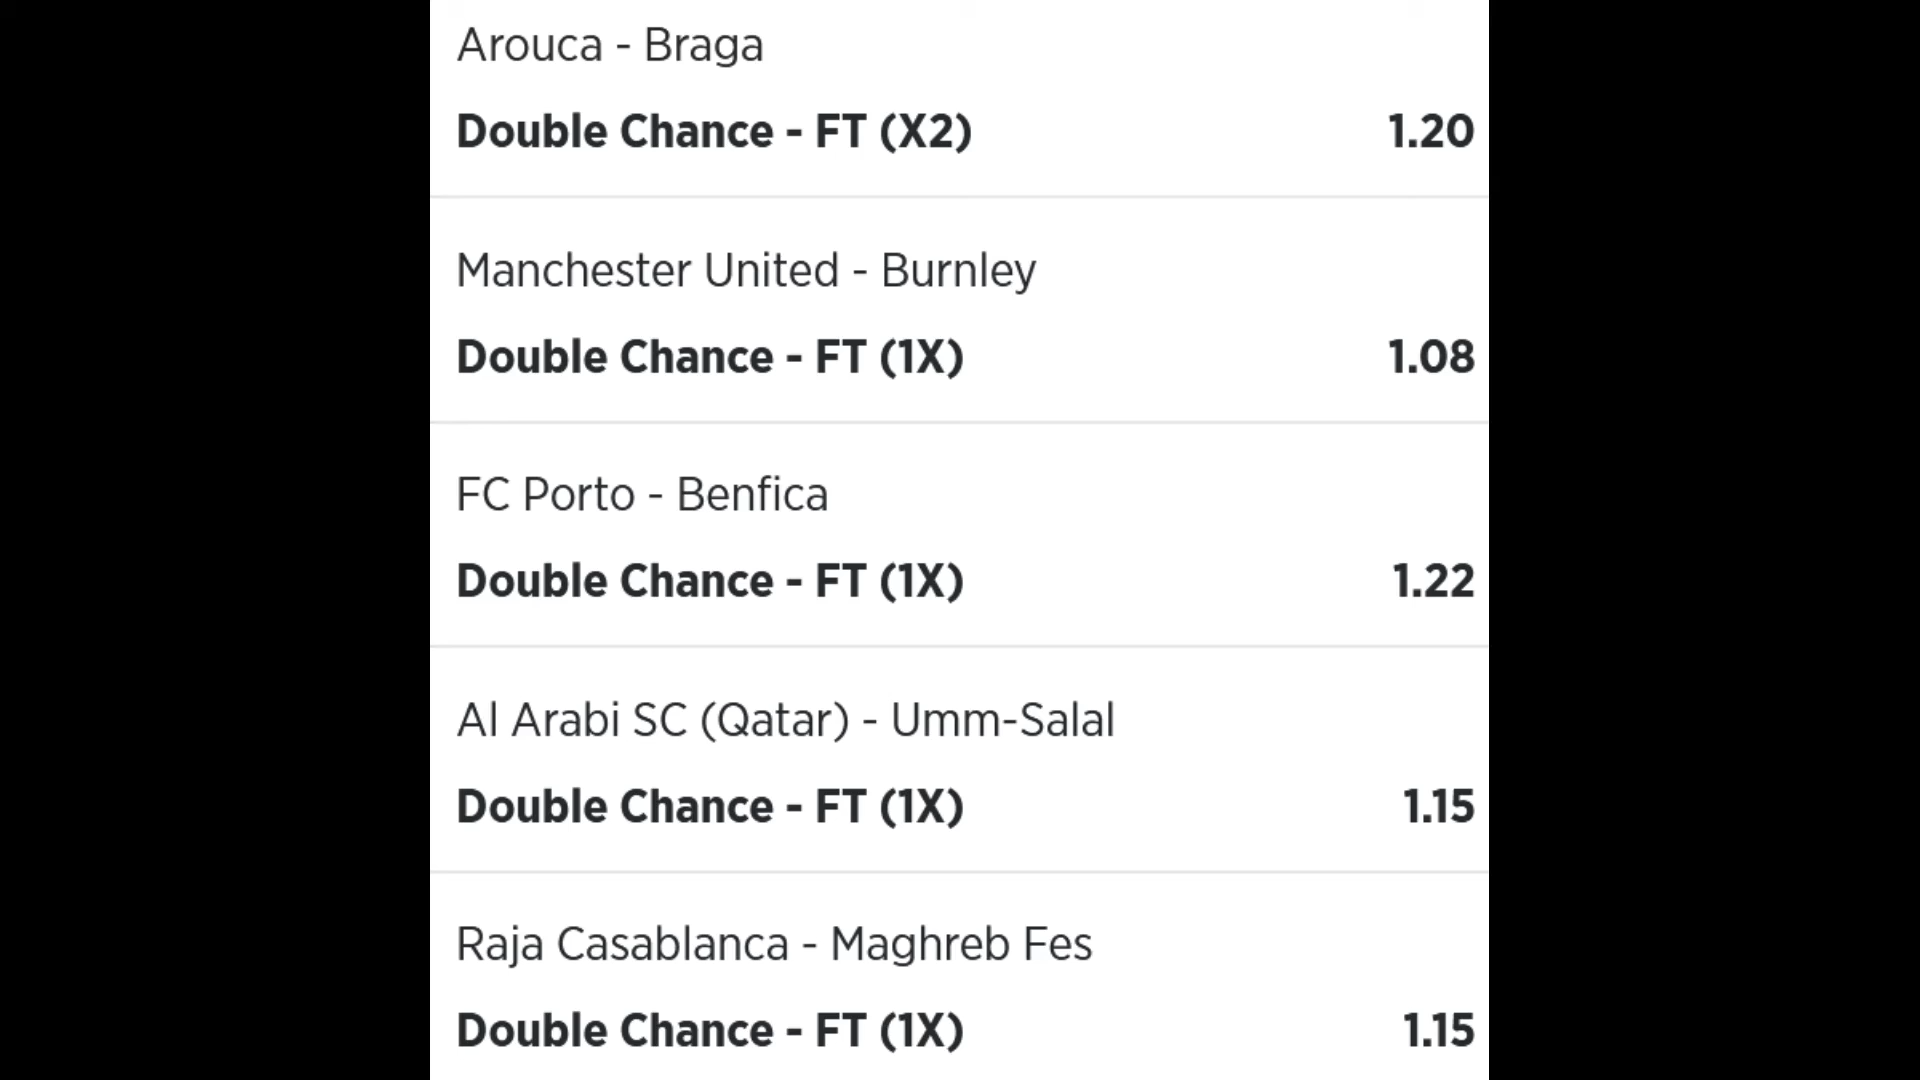 Arouca - Braga
Double Chance - FT (X2) 1.20
Manchester United - Burnley
Double Chance - FT (1X) 1.08
FC Porto - Benfica
Double Chance - FT (1X) 1.22
Al Arabi SC (Qatar) - Umm-Salal
Double Chance - FT (1X) 1.15
Raja Casablanca - Maghreb Fes
Double Chance - FT (1X) 1.15